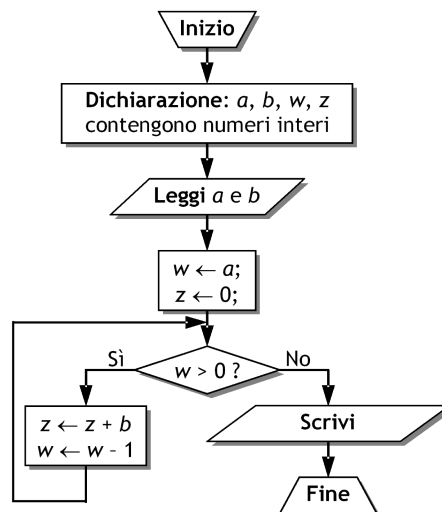 Inizio
Dichiarazione: a, b, w, z
contengono numeri interi
Leggi a e b
w ← a;
z ← 0;
w > 0 ?
Sì
No
z ← z + b
w ← w - 1
Scrivi
Fine